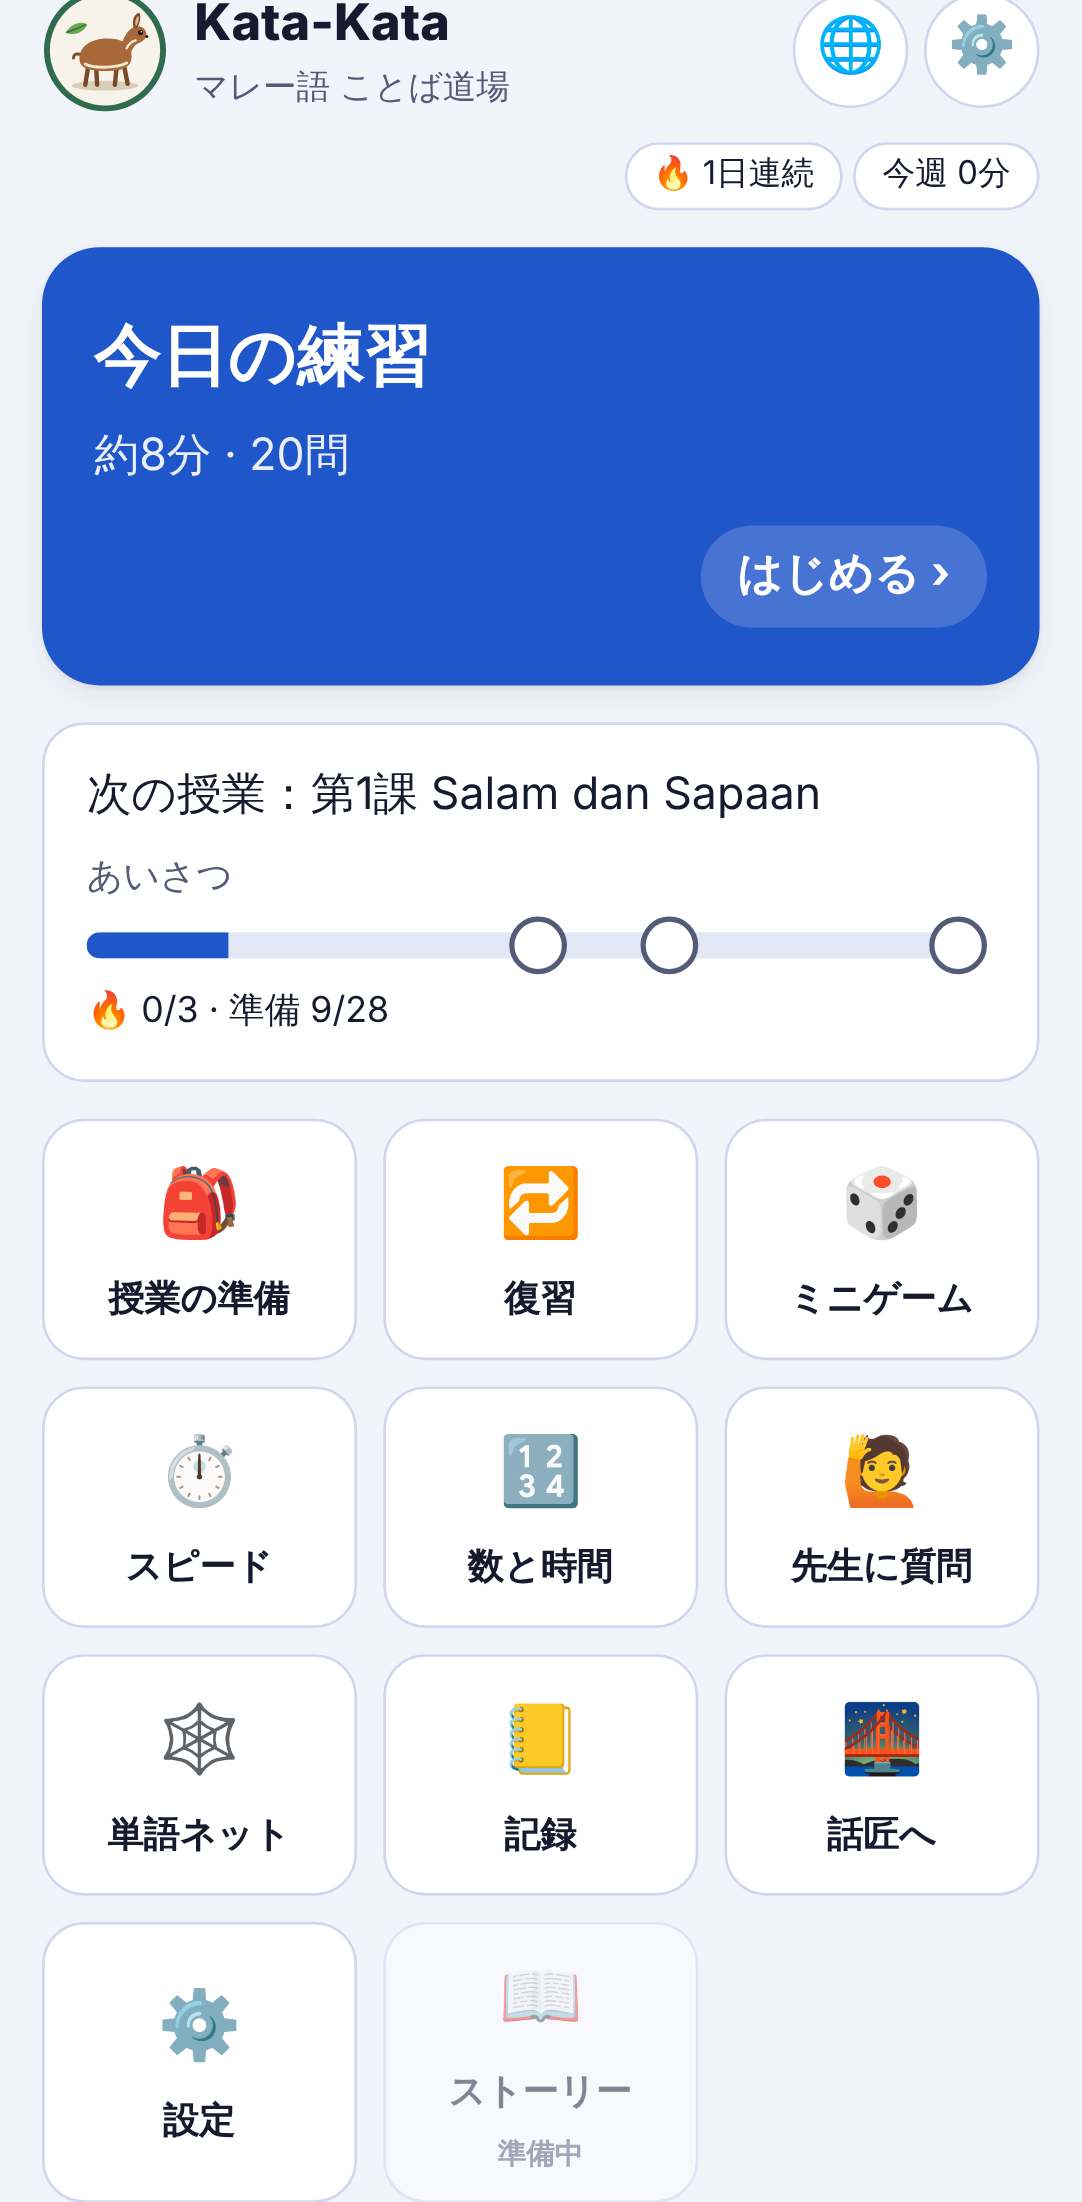 Kata-Kata
マレー語 ことば道場
🔥 1日連続
今週 0分
今日の練習
約8分 · 20問
はじめる ›
次の授業：第1課 Salam dan Sapaan
あいさつ
🔥 0/3 · 準備 9/28
授業の準備
復習
ミニゲーム
スピード
数と時間
先生に質問
単語ネット
記録
話匠へ
設定
ストーリー
準備中